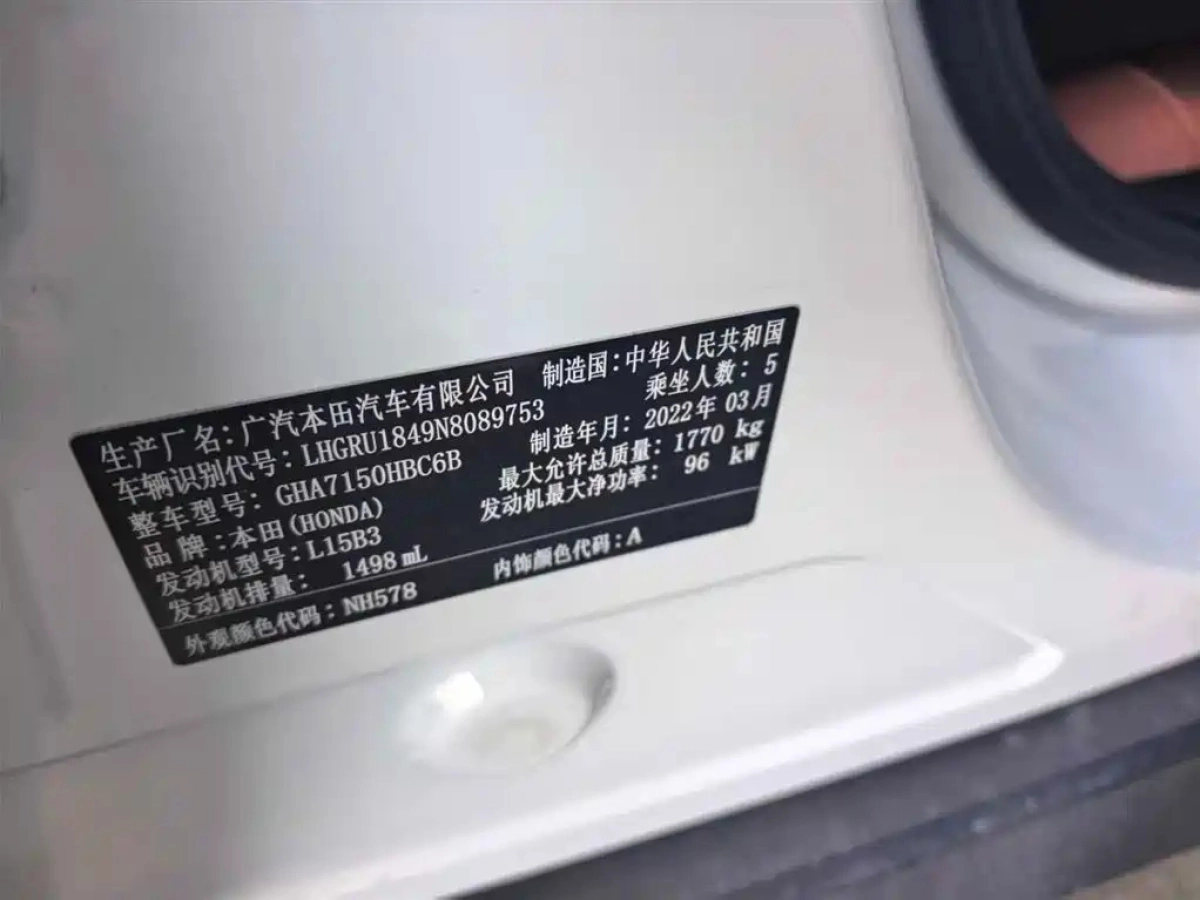 生产厂名：广汽本田汽车有限公司 制造国：中华人民共和国
车辆识别代号：LHGRU1849N8089753 乘坐人数：5
整车型号：GHA7150HBC6B 制造年月：2022年 03月
品牌：本田(HONDA) 最大允许总质量：1770 kg
发动机型号：L15B3 发动机最大净功率：96 kW
发动机排量：1498 mL
外观颜色代码：NH578 内饰颜色代码：A